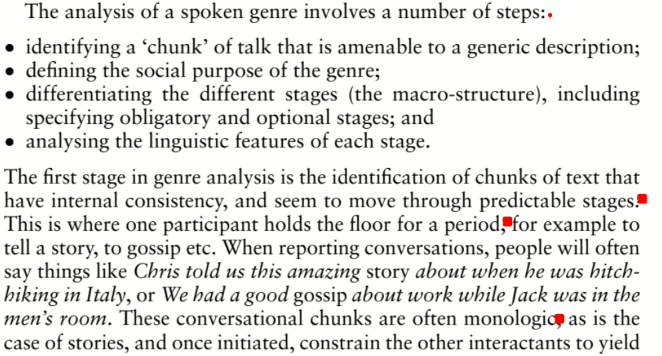 The analysis of a spoken genre involves a number of steps:
• identifying a ‘chunk’ of talk that is amenable to a generic description;
• defining the social purpose of the genre;
• differentiating the different stages (the macro-structure), including
specifying obligatory and optional stages; and
• analysing the linguistic features of each stage.
The first stage in genre analysis is the identification of chunks of text that
have internal consistency, and seem to move through predictable stages.
This is where one participant holds the floor for a period, for example to
tell a story, to gossip etc. When reporting conversations, people will often
say things like Chris told us this amazing story about when he was hitch-
hiking in Italy, or We had a good gossip about work while Jack was in the
men’s room. These conversational chunks are often monologic, as is the
case of stories, and once initiated, constrain the other interactants to yield